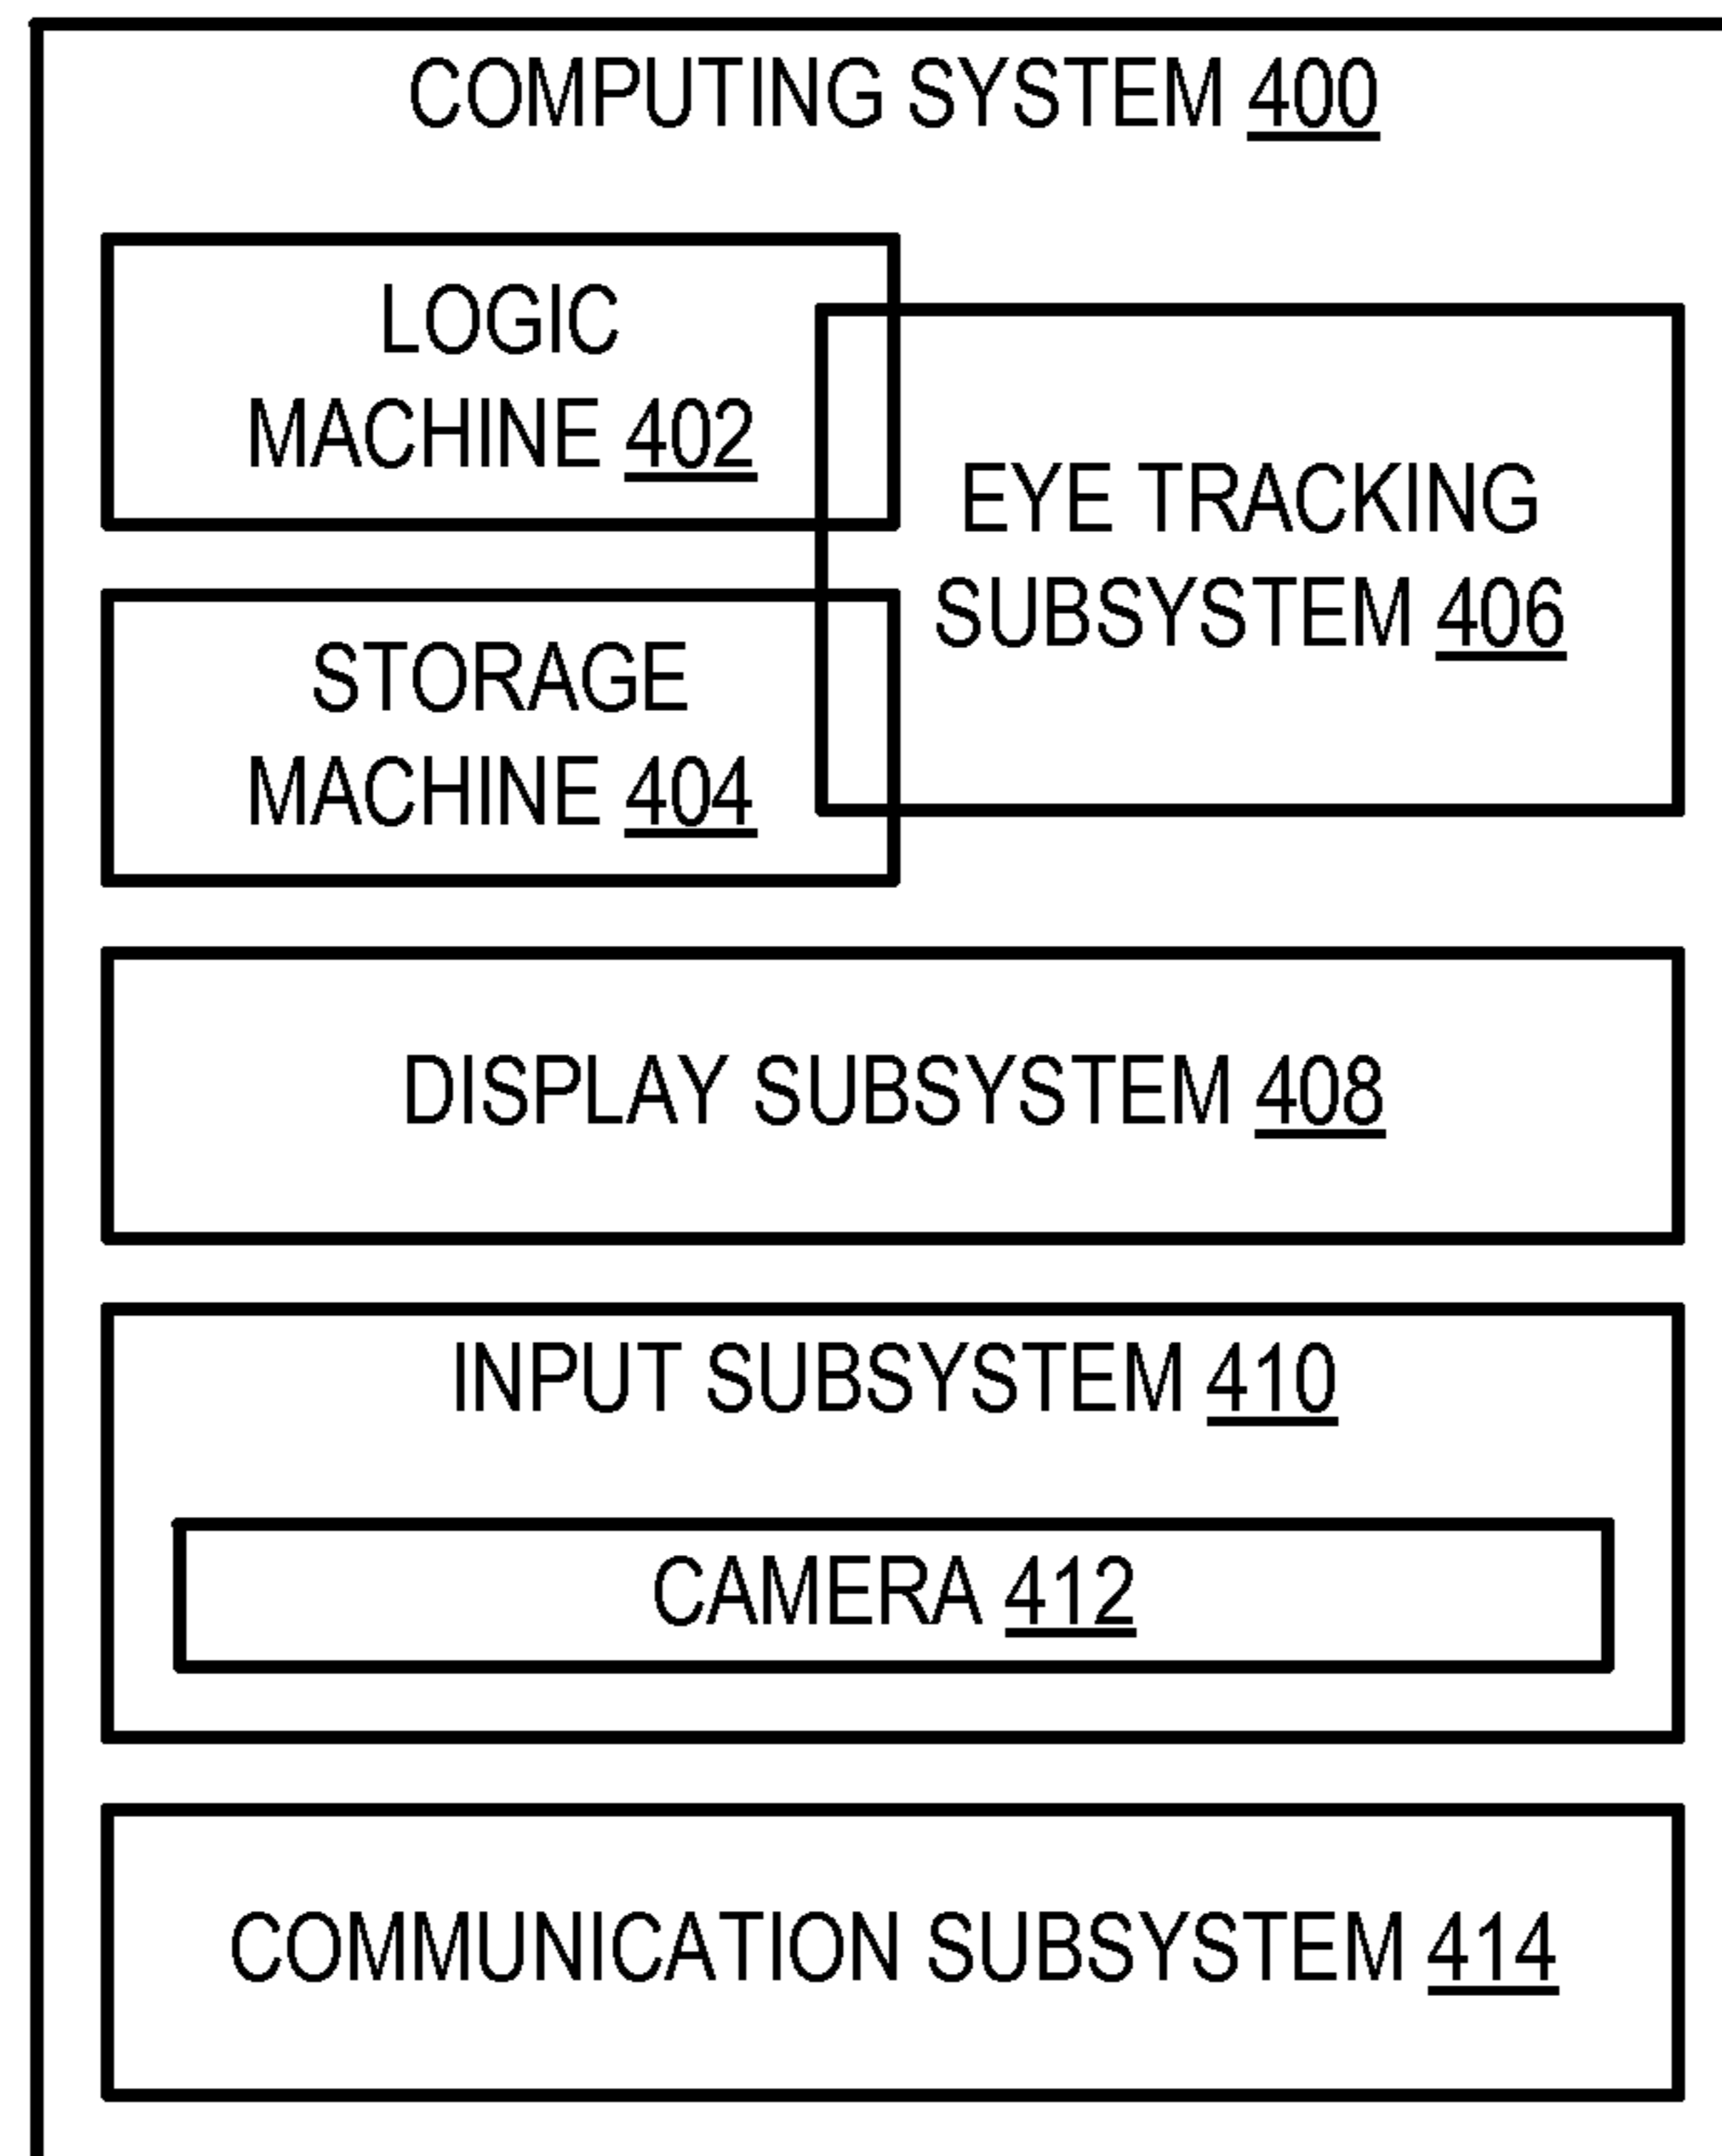 COMPUTING SYSTEM 400
LOGIC
MACHINE 402
EYE TRACKING
SUBSYSTEM 406
STORAGE
MACHINE 404
DISPLAY SUBSYSTEM 408
INPUT SUBSYSTEM 410
CAMERA 412
COMMUNICATION SUBSYSTEM 414